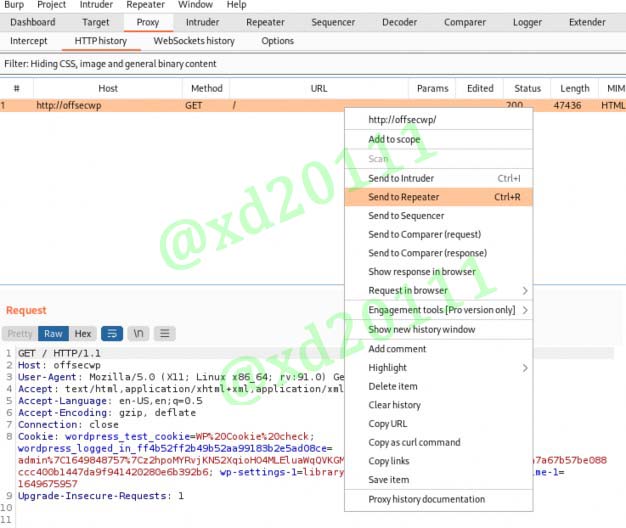 Burp Project Intruder Repeater Window Help
Dashboard Target Proxy Intruder Repeater Sequencer Decoder Comparer Logger Extender
Intercept HTTP history WebSockets history Options
Filter: Hiding CSS, image and general binary content
# Host Method URL Params Edited Status Length MIM
1 http://offsecwp GET / 200 47436 HTML
http://offsecwp/
Add to scope
Scan
Send to Intruder Ctrl+I
Send to Repeater Ctrl+R
Send to Sequencer
Send to Comparer (request)
Send to Comparer (response)
Show response in browser
Request in browser
Engagement tools [Pro version only]
Show new history window
Add comment
Highlight
Delete item
Clear history
Copy URL
Copy as curl command
Copy links
Save item
Proxy history documentation
@xd20111
@xd20111
Request
Pretty Raw Hex \n
1 GET / HTTP/1.1
2 Host: offsecwp
3 User-Agent: Mozilla/5.0 (X11; Linux x86_64; rv:91.0) Ge
4 Accept: text/html,application/xhtml+xml,application/xml
5 Accept-Language: en-US,en;q=0.5
6 Accept-Encoding: gzip, deflate
7 Connection: close
8 Cookie: wordpress_test_cookie=WP%20Cookie%20check;
wordpress_logged_in_ff4b52ff2b49b52aa99183b2e5ad08ce=
admin%7C1649848757%7Cz2hpoMYRvjKN52XqioHO4MLEluaWqQVKGM 7a67b57be088
ccc400b1447da9f941420280e6b392b6; wp-settings-1=library me-1=
1649675957
9 Upgrade-Insecure-Requests: 1
10
11